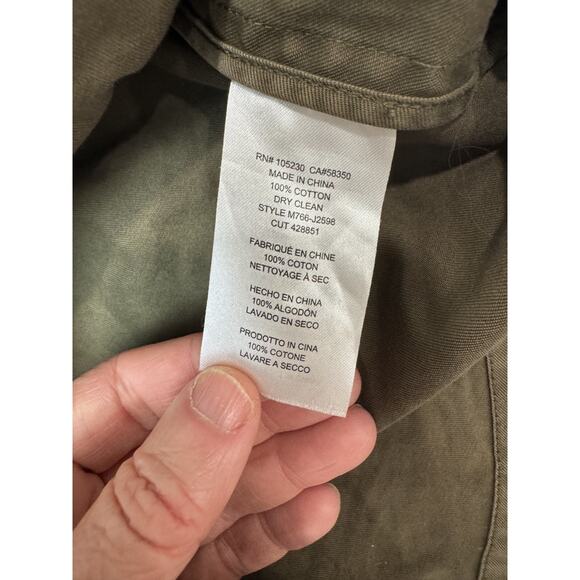 RN# 105230 CA#58350
MADE IN CHINA
100% COTTON
DRY CLEAN
STYLE M766-J2598
CUT 428851
FABRIQUÉ EN CHINE
100% COTON
NETTOYAGE À SEC
HECHO EN CHINA
100% ALGODÓN
LAVADO EN SECO
PRODOTTO IN CINA
100% COTONE
LAVARE A SECCO